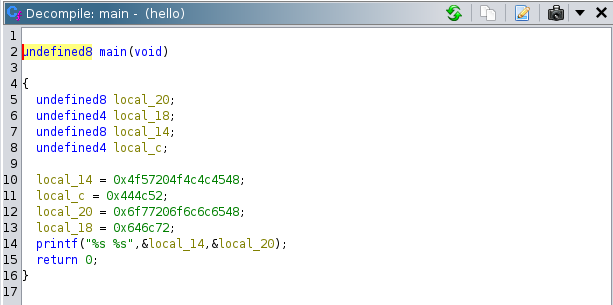 Decompile: main - (hello)
1
2 undefined8 main(void)
3
4 {
5 undefined8 local_20;
6 undefined4 local_18;
7 undefined8 local_14;
8 undefined4 local_c;
9
10 local_14 = 0x4f57204f4c4c4548;
11 local_c = 0x444c52;
12 local_20 = 0x6f77206f6c6c6548;
13 local_18 = 0x646c72;
14 printf("%s %s",&local_14,&local_20);
15 return 0;
16 }
17